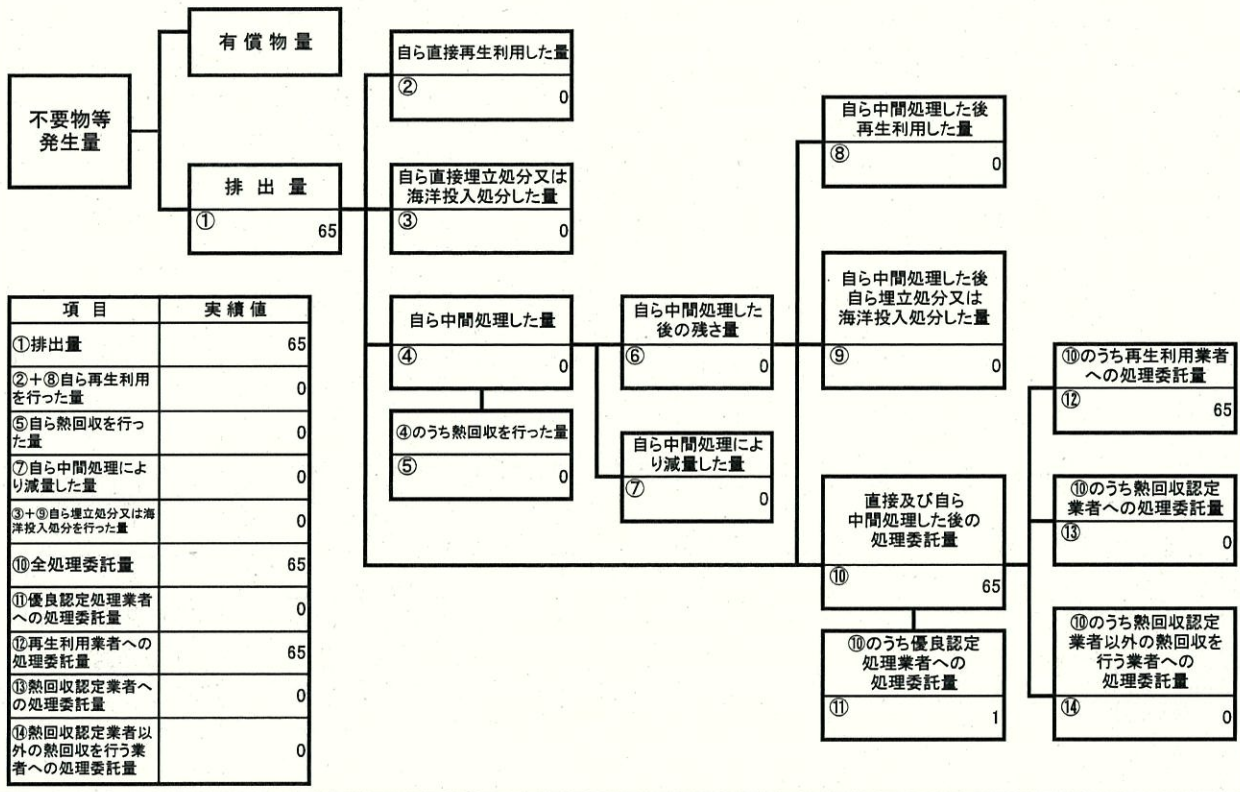 有償物量
不要物等
発生量
排出量
① 65
自ら直接再生利用した量
② 0
自ら直接埋立処分又は
海洋投入処分した量
③ 0
自ら中間処理した量
④ 0
④のうち熱回収を行った量
⑤ 0
自ら中間処理した
後の残さ量
⑥ 0
自ら中間処理によ
り減量した量
⑦ 0
自ら中間処理した後
再生利用した量
⑧ 0
自ら中間処理した後
自ら埋立処分又は
海洋投入処分した量
⑨ 0
直接及び自ら
中間処理した後の
処理委託量
⑩ 65
⑩のうち優良認定
処理業者への
処理委託量
⑪ 1
⑩のうち再生利用業者
への処理委託量
⑫ 65
⑩のうち熱回収認定
業者への処理委託量
⑬ 0
⑩のうち熱回収認定
業者以外の熱回収を
行う業者への
処理委託量
⑭ 0
項目 実績値
①排出量 65
②+⑧自ら再生利用
を行った量 0
⑤自ら熱回収を行っ
た量 0
⑦自ら中間処理によ
り減量した量 0
③+⑨自ら埋立処分又は海
洋投入処分を行った量 0
⑩全処理委託量 65
⑪優良認定処理業者
への処理委託量 0
⑫再生利用業者への
処理委託量 65
⑬熱回収認定業者へ
の処理委託量 0
⑭熱回収認定業者以
外の熱回収を行う業
者への処理委託量 0